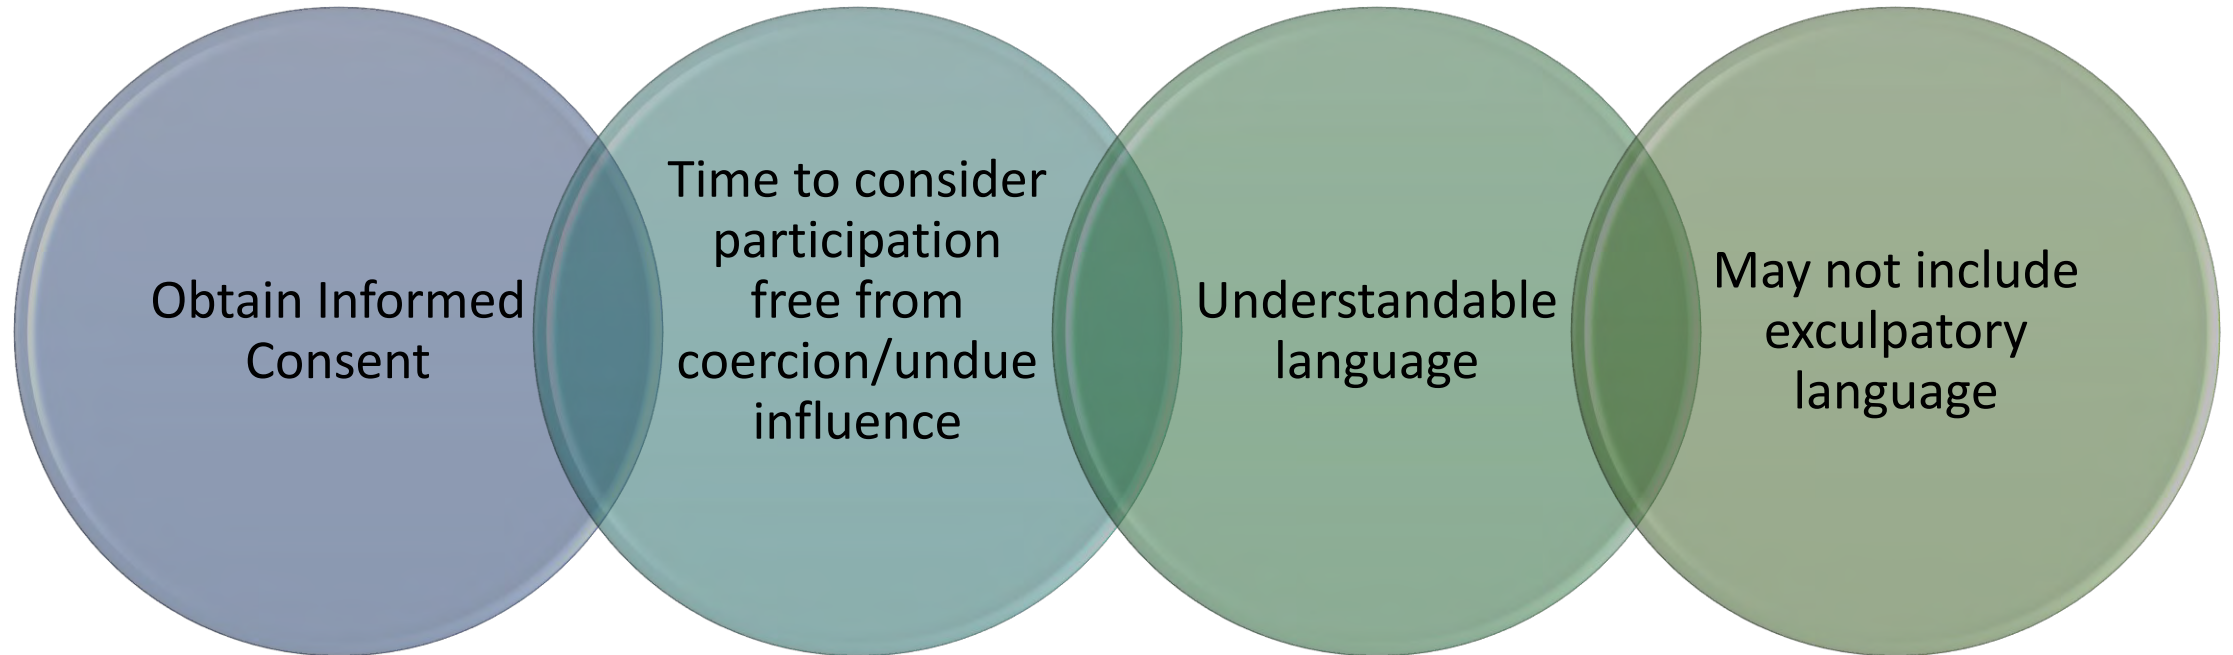 Obtain Informed
Consent
Time to consider
participation
free from
coercion/undue
influence
Understandable
language
May not include
exculpatory
language